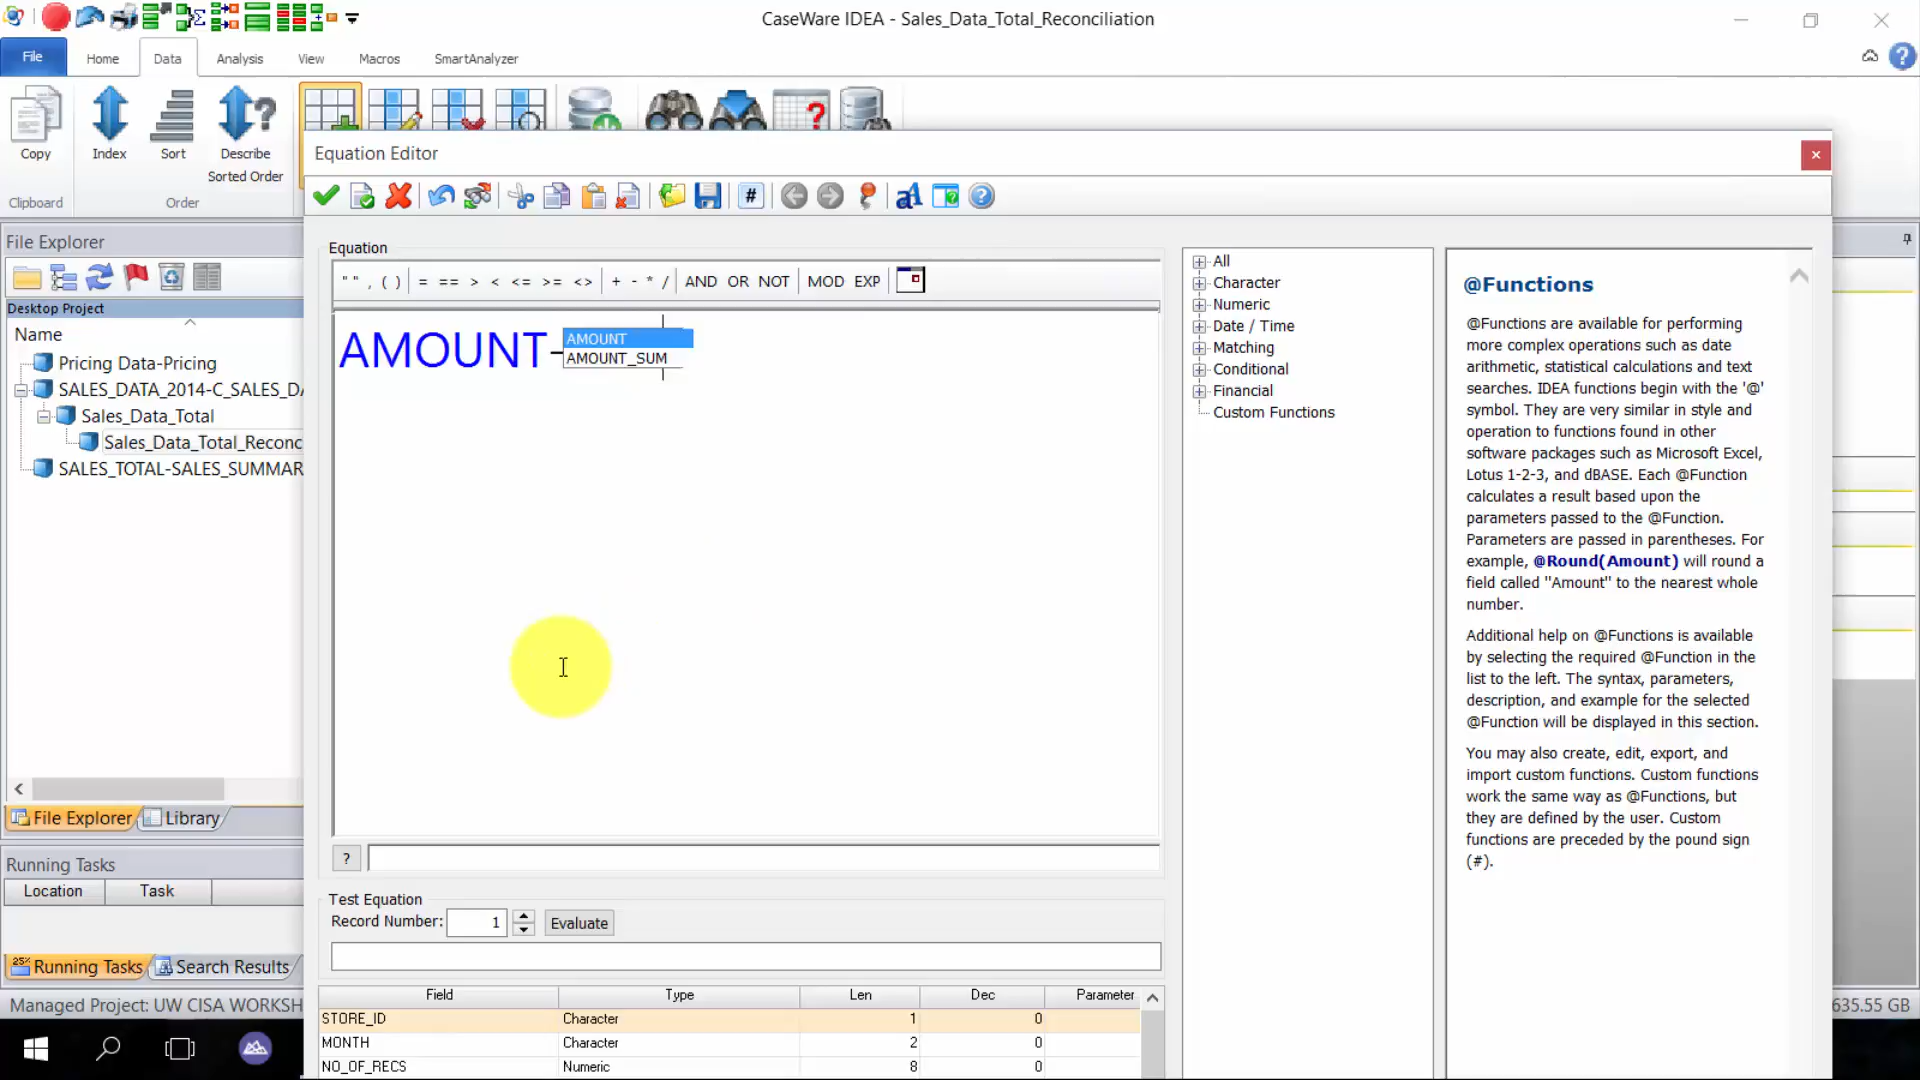 CaseWare IDEA - Sales_Data_Total_Reconciliation
File
Home
Data
Analysis
View
Macros
SmartAnalyzer
Copy
Index
Sort
Describe
Sorted Order
Clipboard
Order
Equation Editor
File Explorer
Desktop Project
Name
Pricing Data-Pricing
SALES_DATA_2014-C_SALES_DA
Sales_Data_Total
Sales_Data_Total_Reconc
SALES_TOTAL-SALES_SUMMAR
File Explorer
Library
Running Tasks
Location
Task
Running Tasks
Search Results
Managed Project: UW CISA WORKSH
Equation
" " , ( ) = == > < <= >= <> + - * / AND OR NOT MOD EXP
AMOUNT-
AMOUNT
AMOUNT_SUM
?
Test Equation
Record Number: 1 Evaluate
Field Type Len Dec Parameter
STORE_ID Character 1 0
MONTH Character 2 0
NO_OF_RECS Numeric 8 0
All
Character
Numeric
Date / Time
Matching
Conditional
Financial
Custom Functions
@Functions
@Functions are available for performing
more complex operations such as date
arithmetic, statistical calculations and text
searches. IDEA functions begin with the '@'
symbol. They are very similar in style and
operation to functions found in other
software packages such as Microsoft Excel,
Lotus 1-2-3, and dBASE. Each @Function
calculates a result based upon the
parameters passed to the @Function.
Parameters are passed in parentheses. For
example, @Round(Amount) will round a
field called "Amount" to the nearest whole
number.
Additional help on @Functions is available
by selecting the required @Function in the
list to the left. The syntax, parameters,
description, and example for the selected
@Function will be displayed in this section.
You may also create, edit, export, and
import custom functions. Custom functions
work the same way as @Functions, but
they are defined by the user. Custom
functions are preceded by the pound sign
(#).
635.55 GB